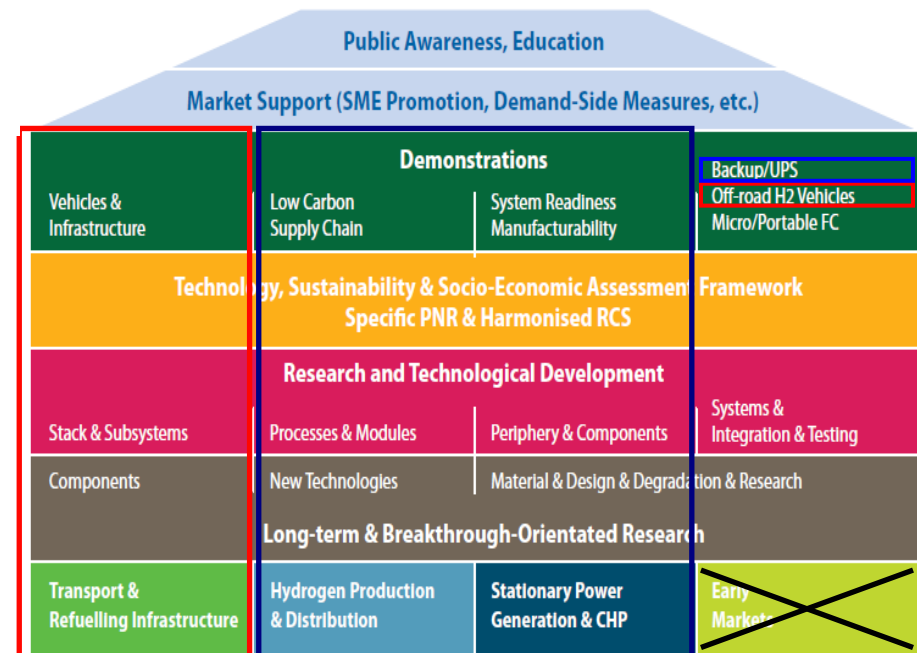 Public Awareness, Education
Market Support (SME Promotion, Demand-Side Measures, etc.)
Demonstrations
Vehicles &
Infrastructure
Low Carbon
Supply Chain
System Readiness
Manufacturability
Backup/UPS
Off-road H2 Vehicles
Micro/Portable FC
Technology, Sustainability & Socio-Economic Assessment Framework
Specific PNR & Harmonised RCS
Research and Technological Development
Stack & Subsystems
Processes & Modules
Periphery & Components
Systems &
Integration & Testing
Components
New Technologies
Material & Design & Degradation & Research
Long-term & Breakthrough-Orientated Research
Transport &
Refuelling Infrastructure
Hydrogen Production
& Distribution
Stationary Power
Generation & CHP
Early
Markets